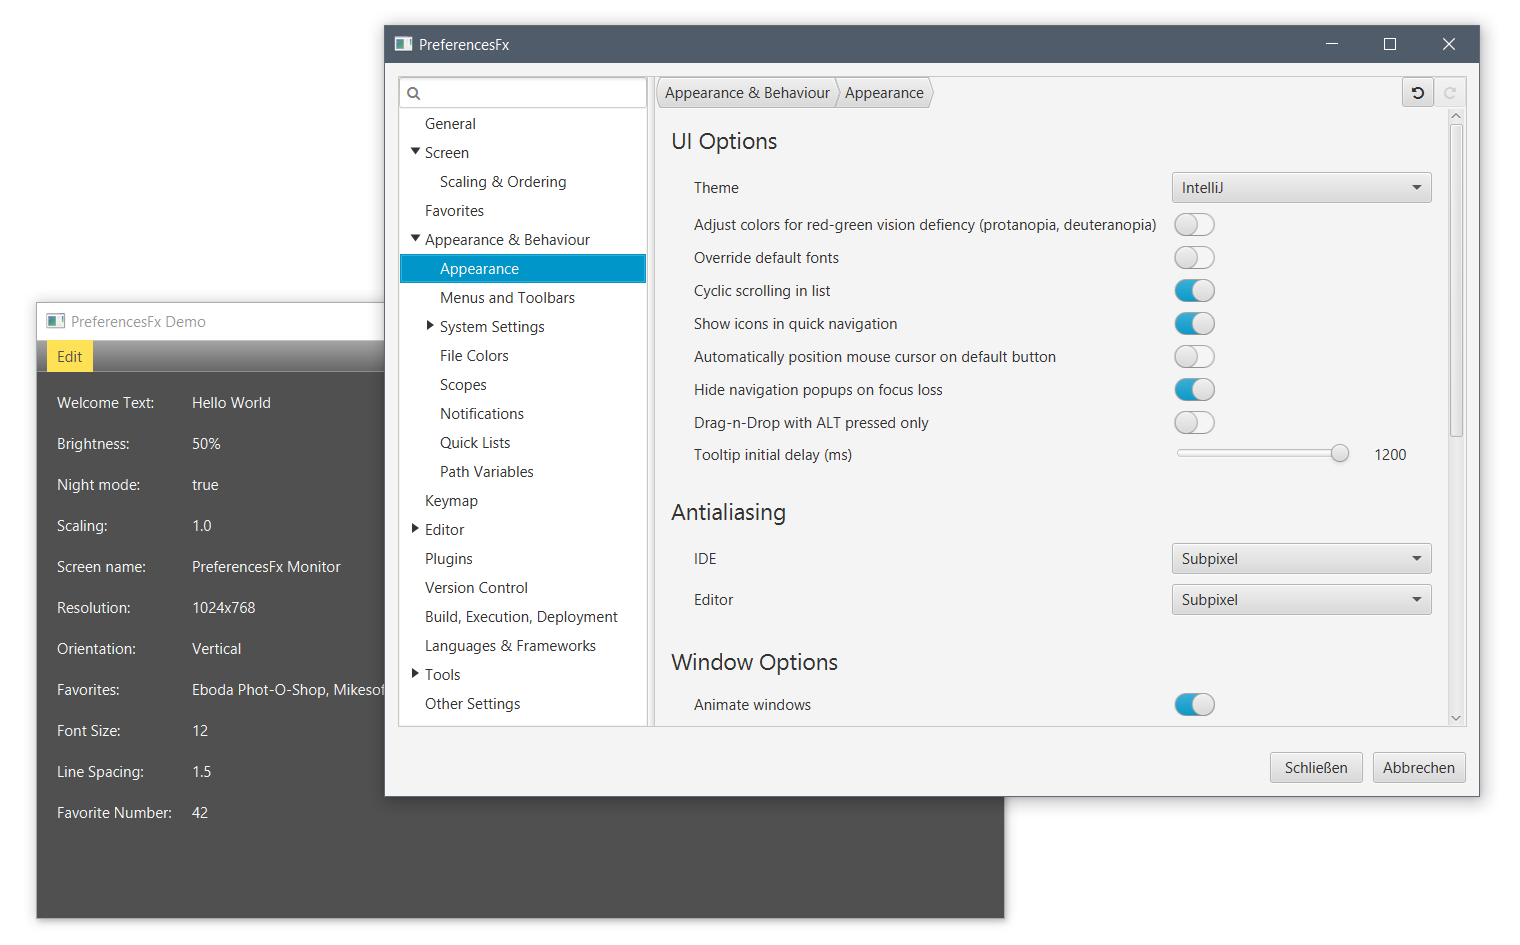 PreferencesFx
General
Screen
Scaling & Ordering
Favorites
Appearance & Behaviour
Appearance
Menus and Toolbars
System Settings
File Colors
Scopes
Notifications
Quick Lists
Path Variables
Keymap
Editor
Plugins
Version Control
Build, Execution, Deployment
Languages & Frameworks
Tools
Other Settings
Appearance & Behaviour Appearance
UI Options
Theme IntelliJ
Adjust colors for red-green vision defiency (protanopia, deuteranopia)
Override default fonts
Cyclic scrolling in list
Show icons in quick navigation
Automatically position mouse cursor on default button
Hide navigation popups on focus loss
Drag-n-Drop with ALT pressed only
Tooltip initial delay (ms) 1200
Antialiasing
IDE Subpixel
Editor Subpixel
Window Options
Animate windows
Schließen Abbrechen
PreferencesFx Demo
Edit
Welcome Text: Hello World
Brightness: 50%
Night mode: true
Scaling: 1.0
Screen name: PreferencesFx Monitor
Resolution: 1024x768
Orientation: Vertical
Favorites: Eboda Phot-O-Shop, Mikesof
Font Size: 12
Line Spacing: 1.5
Favorite Number: 42